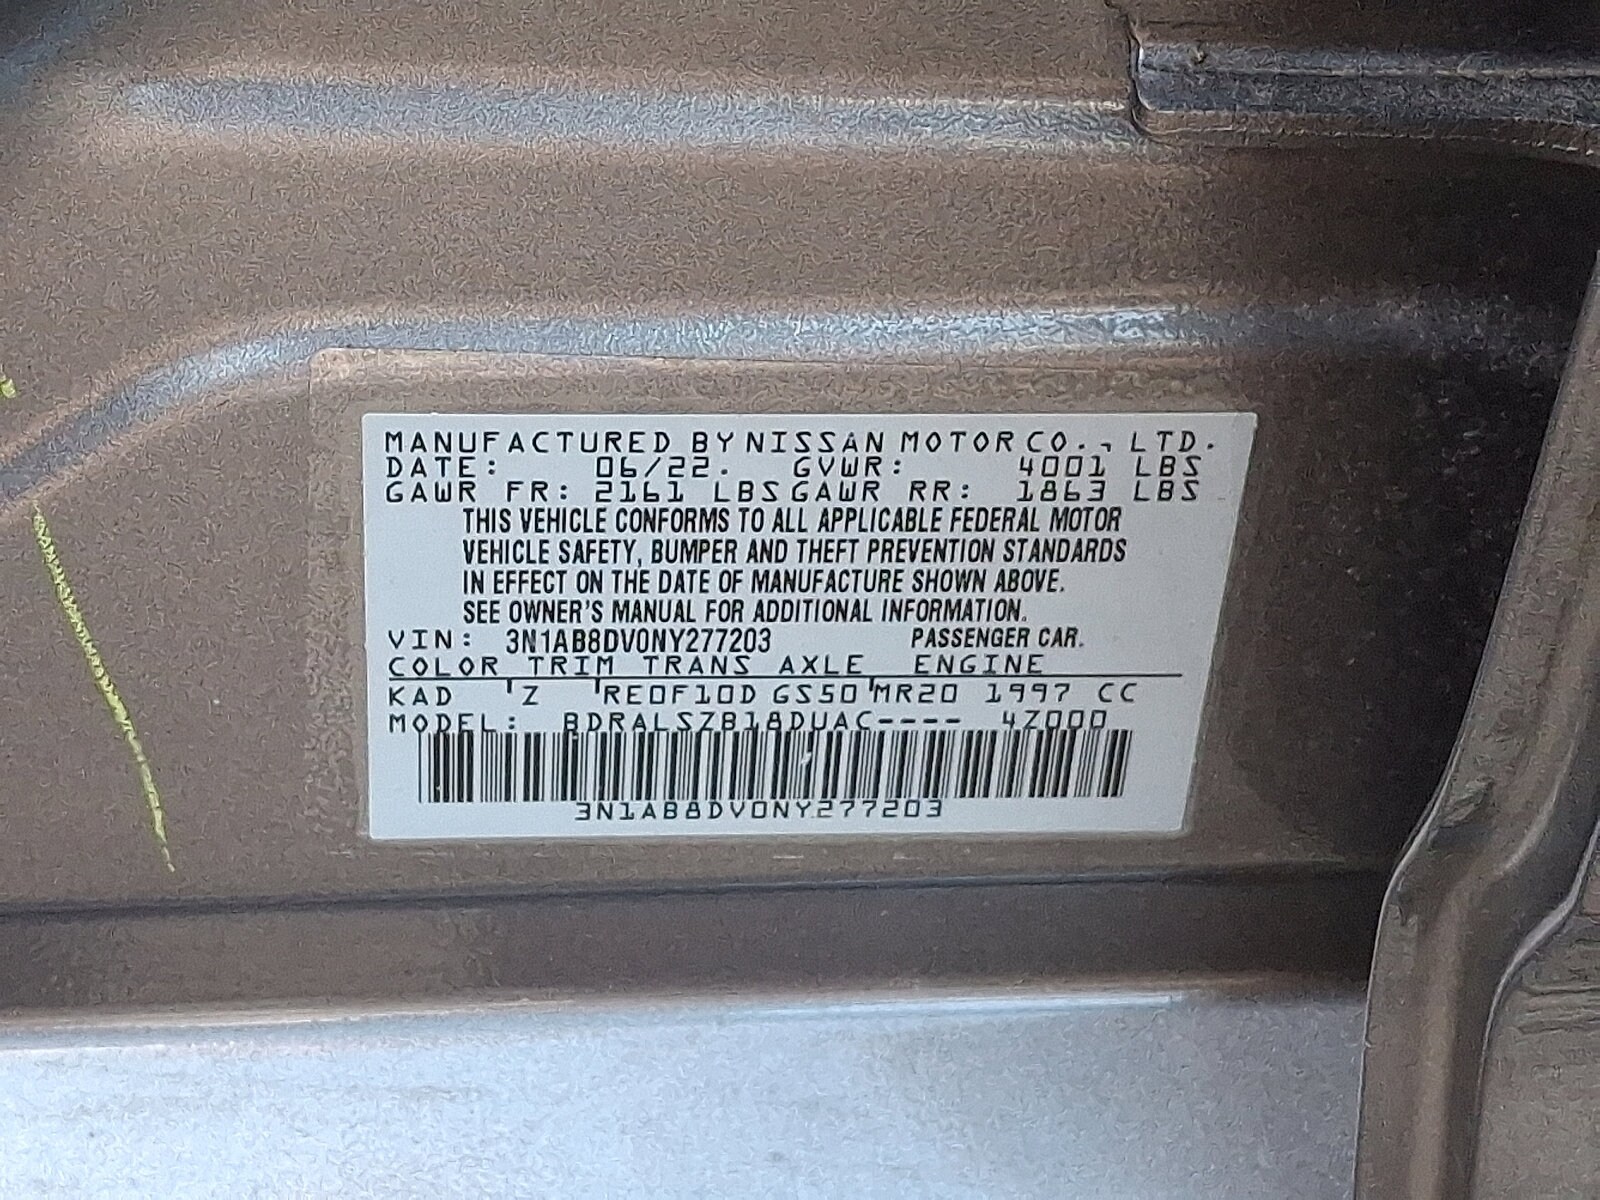 MANUFACTURED BY NISSAN MOTOR CO., LTD.
DATE: 06/22. GVWR: 4001 LBS
GAWR FR: 2161 LBS GAWR RR: 1863 LBS
THIS VEHICLE CONFORMS TO ALL APPLICABLE FEDERAL MOTOR
VEHICLE SAFETY, BUMPER AND THEFT PREVENTION STANDARDS
IN EFFECT ON THE DATE OF MANUFACTURE SHOWN ABOVE.
SEE OWNER'S MANUAL FOR ADDITIONAL INFORMATION.
VIN: 3N1AB8DV0NY277203 PASSENGER CAR.
COLOR TRIM TRANS AXLE ENGINE
KAD Z RE0F10D GS50 MR20 1997 CC
MODEL: BDRALSZB18DUAC---- 4Z000
3N1AB8DV0NY277203